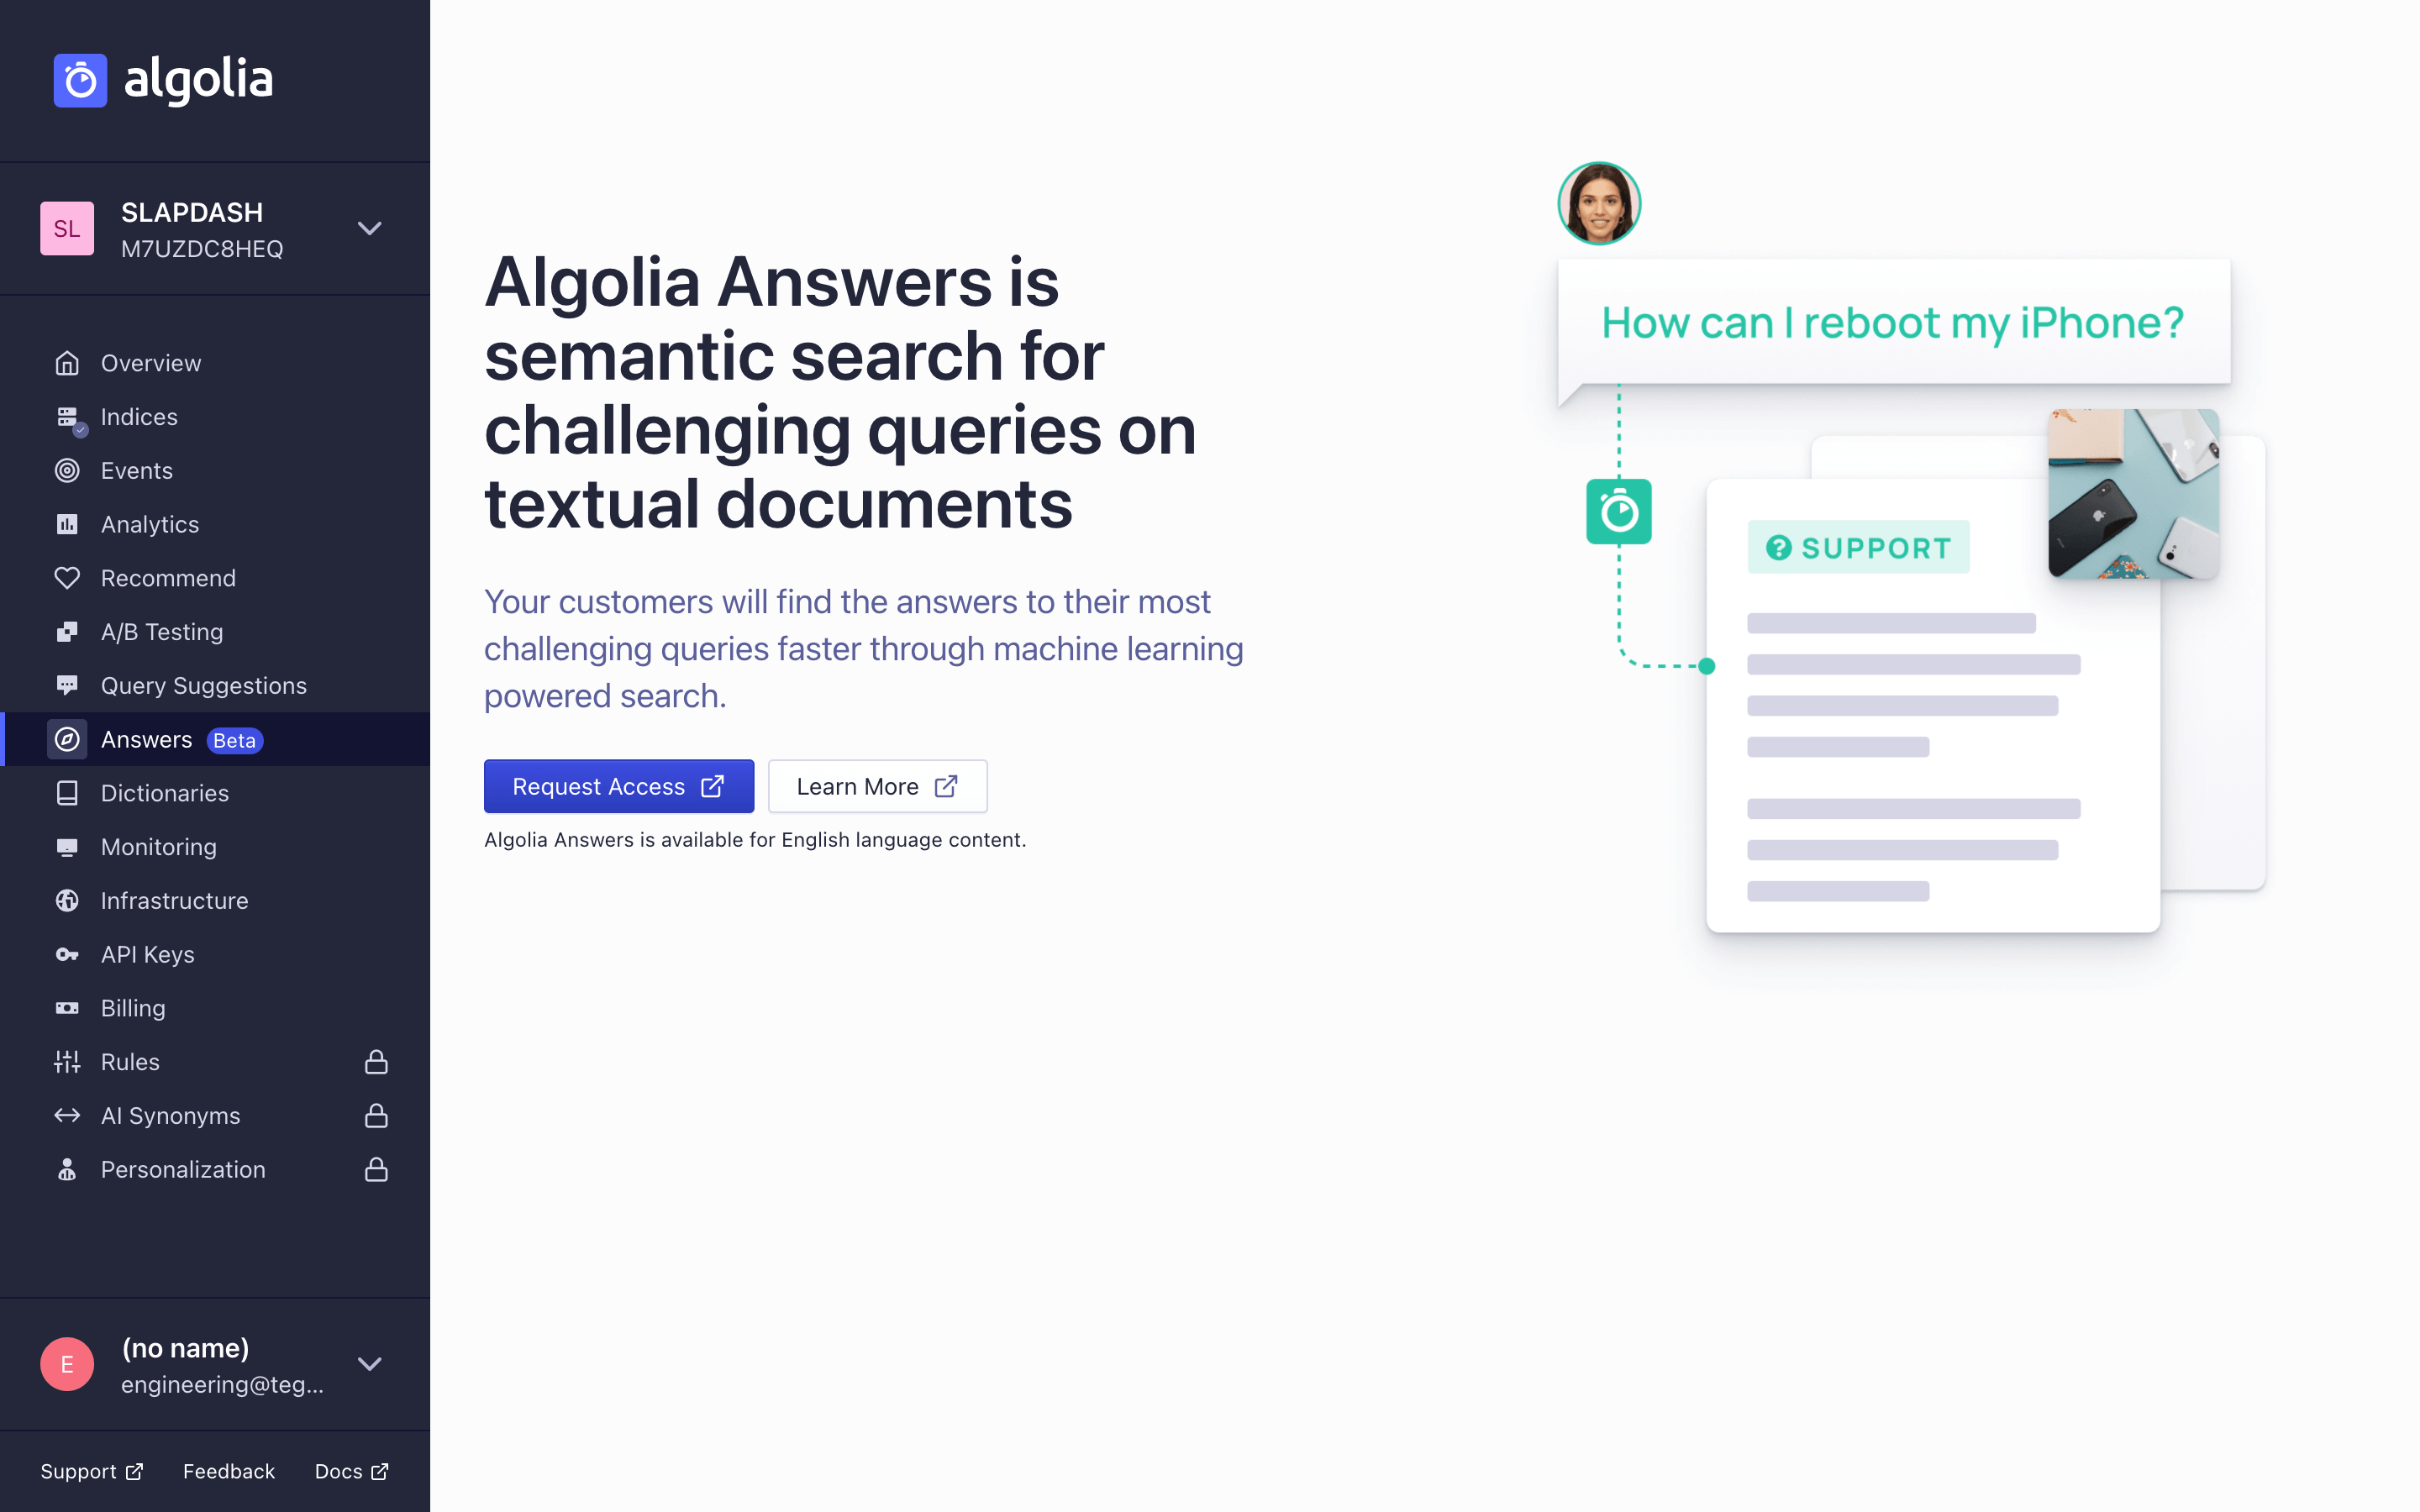 algolia
SL
SLAPDASH
M7UZDC8HEQ
Overview
Indices
Events
Analytics
Recommend
A/B Testing
Query Suggestions
Answers Beta
Dictionaries
Monitoring
Infrastructure
API Keys
Billing
Rules
AI Synonyms
Personalization
E
(no name)
engineering@teg...
Support
Feedback
Docs
Algolia Answers is
semantic search for
challenging queries on
textual documents
Your customers will find the answers to their most
challenging queries faster through machine learning
powered search.
Request Access
Learn More
Algolia Answers is available for English language content.
How can I reboot my iPhone?
SUPPORT